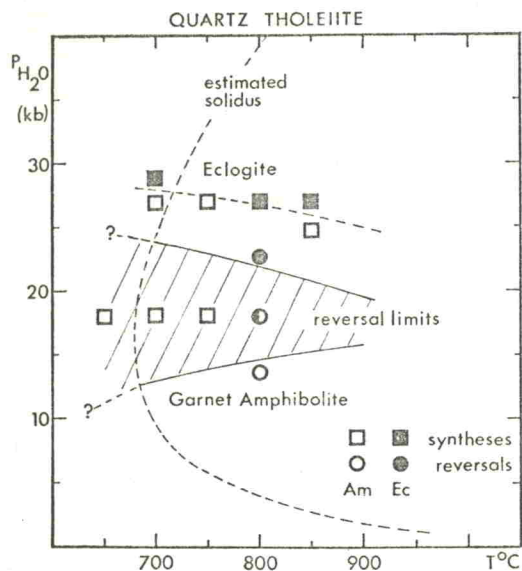 QUARTZ THOLEIITE
P H₂O
(kb)
estimated
solidus
Eclogite
30
?
20
reversal limits
Garnet Amphibolite
?
10
syntheses
reversals
Am Ec
700 800 900 T°C